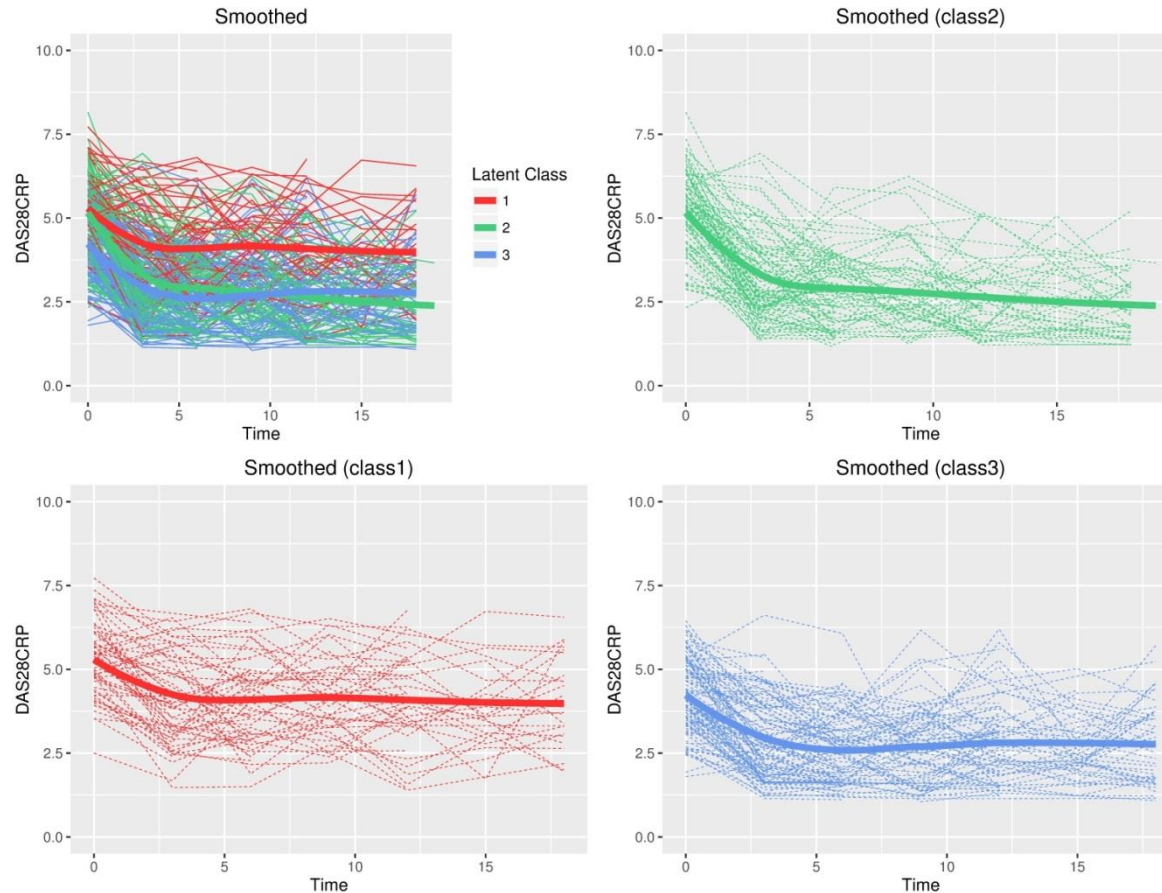 Smoothed
10.0
7.5
5.0
2.5
0.0
DAS28CRP
0 5 10 15
Time
Latent Class
1
2
3
Smoothed (class2)
10.0
7.5
5.0
2.5
0.0
DAS28CRP
0 5 10 15
Time
Smoothed (class1)
10.0
7.5
5.0
2.5
0.0
DAS28CRP
0 5 10 15
Time
Smoothed (class3)
10.0
7.5
5.0
2.5
0.0
DAS28CRP
0 5 10 15
Time